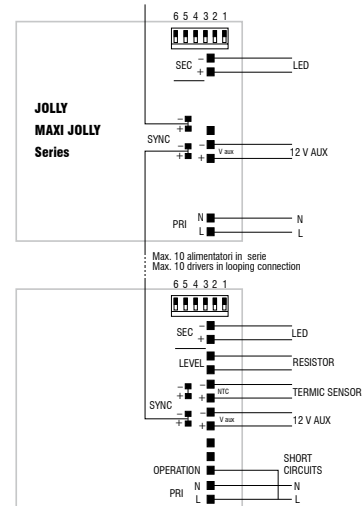 6 5 4 3 2 1
SEC - +
LED
JOLLY
MAXI JOLLY
Series
SYNC - + - +
- + V aux
12 V AUX
PRI N L
N
L
Max. 10 alimentatori in serie
Max. 10 drivers in looping connection
6 5 4 3 2 1
SEC - +
LED
LEVEL
RESISTOR
SYNC - + - +
- + NTC
TERMIC SENSOR
- + V aux
12 V AUX
OPERATION
SHORT
CIRCUITS
PRI N L
N
L